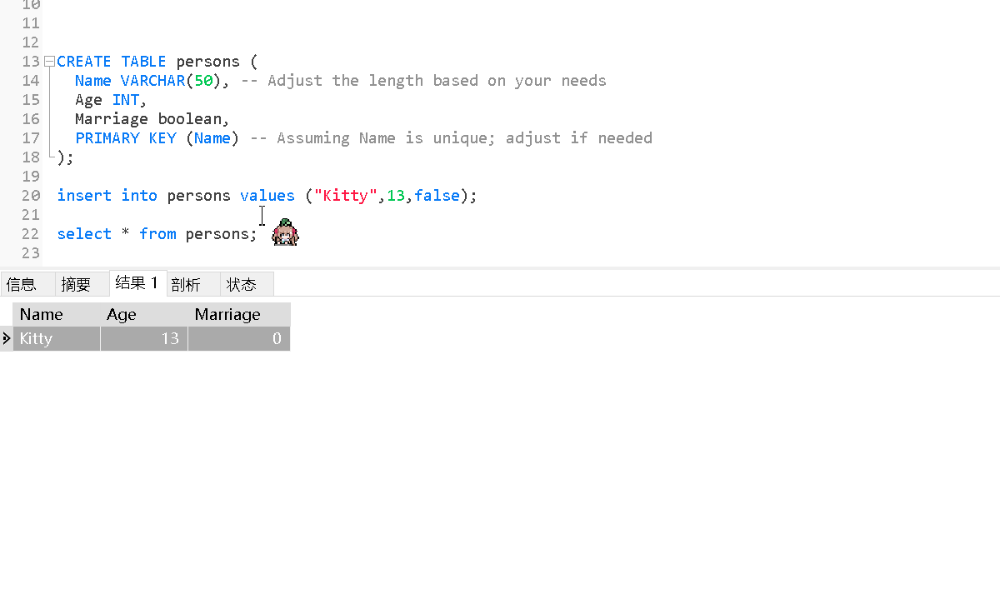 10
11
12
13 CREATE TABLE persons (
14 Name VARCHAR(50), -- Adjust the length based on your needs
15 Age INT,
16 Marriage boolean,
17 PRIMARY KEY (Name) -- Assuming Name is unique; adjust if needed
18 );
19
20 insert into persons values ("Kitty",13,false);
21
22 select * from persons;
23
信息 摘要 结果 1 剖析 状态
Name Age Marriage
Kitty 13 0